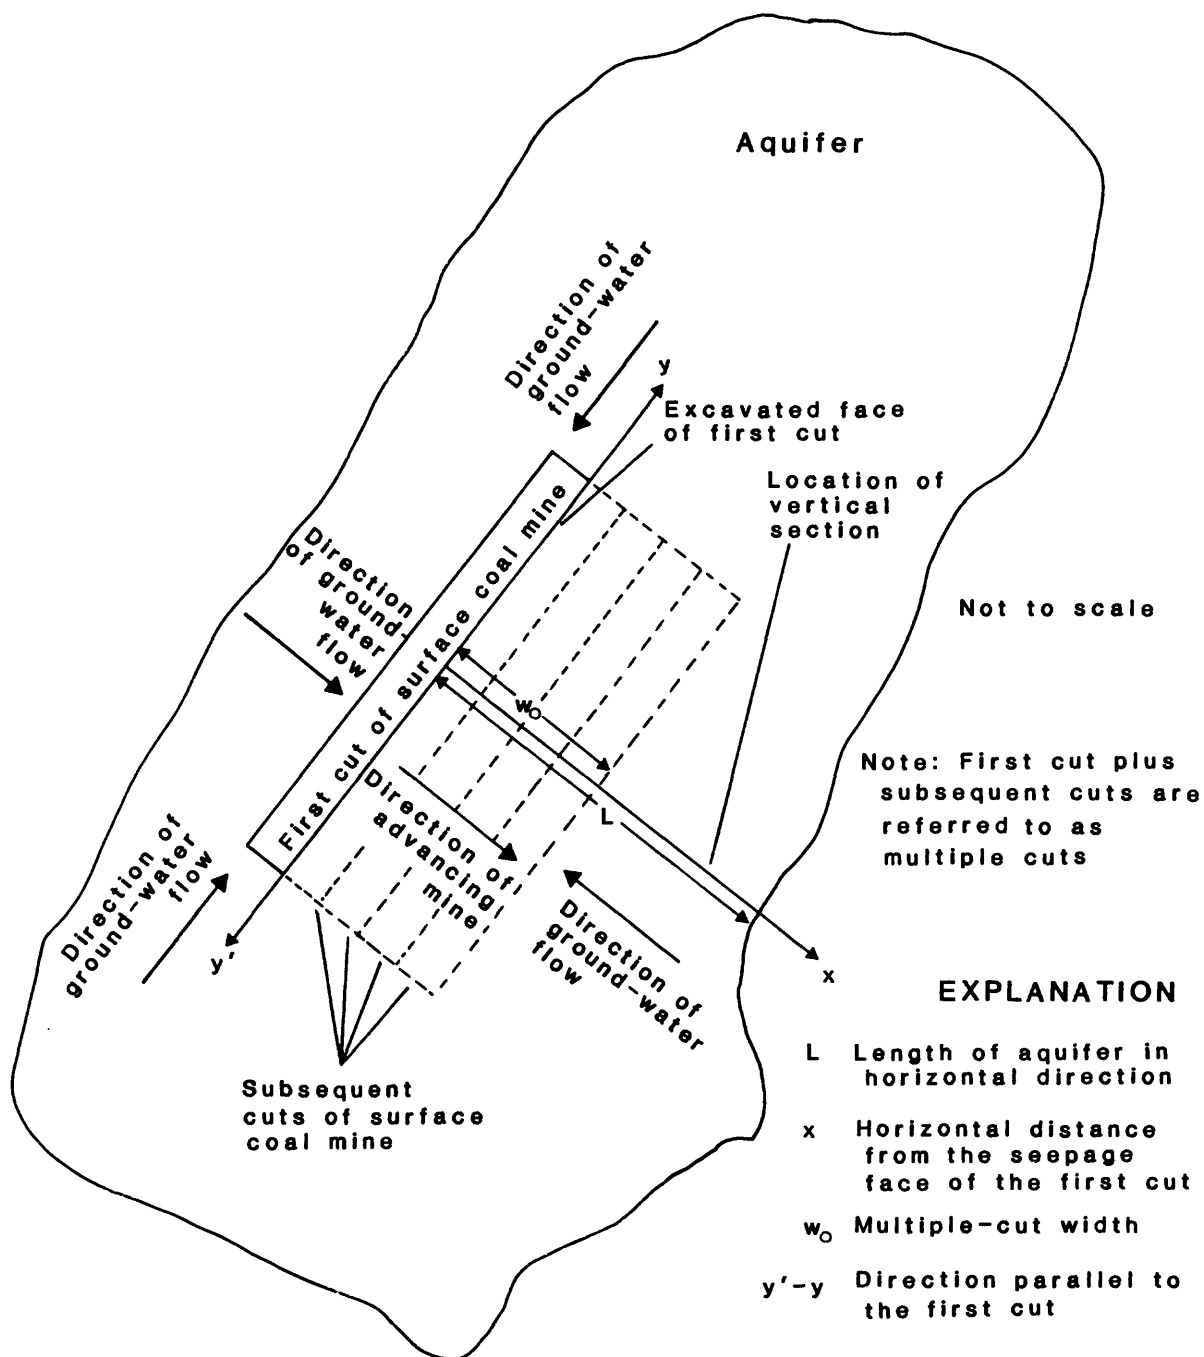 Aquifer
Direction of
ground-water
flow
y
Excavated face
of first cut
Location of
vertical
section
Direction
of ground-
water
flow
First cut of surface coal mine
Not to scale
wo
Note: First cut plus
subsequent cuts are
referred to as
multiple cuts
L
Direction of
advancing
mine
Direction of
ground-water
flow
Direction of
ground-water
flow
y'
x
Subsequent
cuts of surface
coal mine
EXPLANATION
L Length of aquifer in
horizontal direction
x Horizontal distance
from the seepage
face of the first cut
wo Multiple-cut width
y'-y Direction parallel to
the first cut